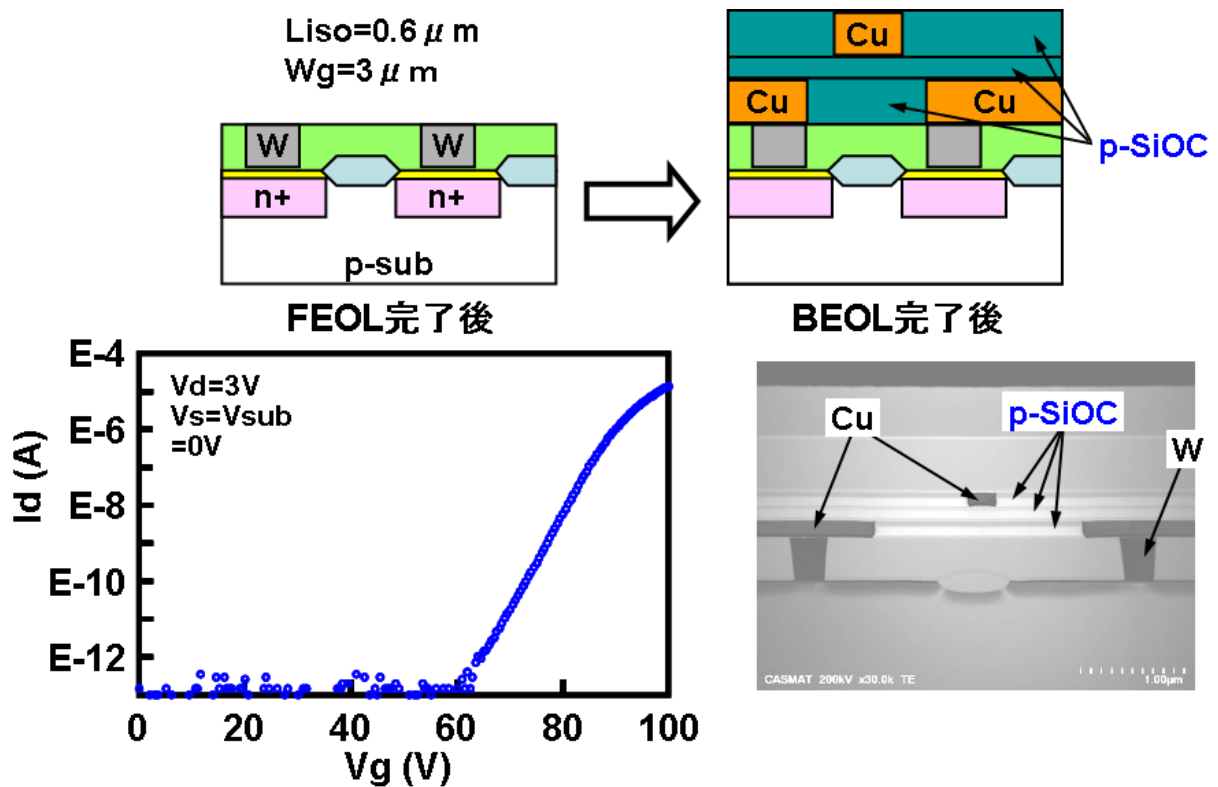 Liso=0.6μm
Wg=3μm
W
W
n+
n+
p-sub
FEOL完了後
Cu
Cu
Cu
p-SiOC
BEOL完了後
E-4
E-6
E-8
E-10
E-12
Id (A)
Vd=3V
Vs=Vsub
=0V
0
20
40
60
80
100
Vg (V)
Cu
p-SiOC
W
CASMAT 200kV x30.0k TE
1.00μm